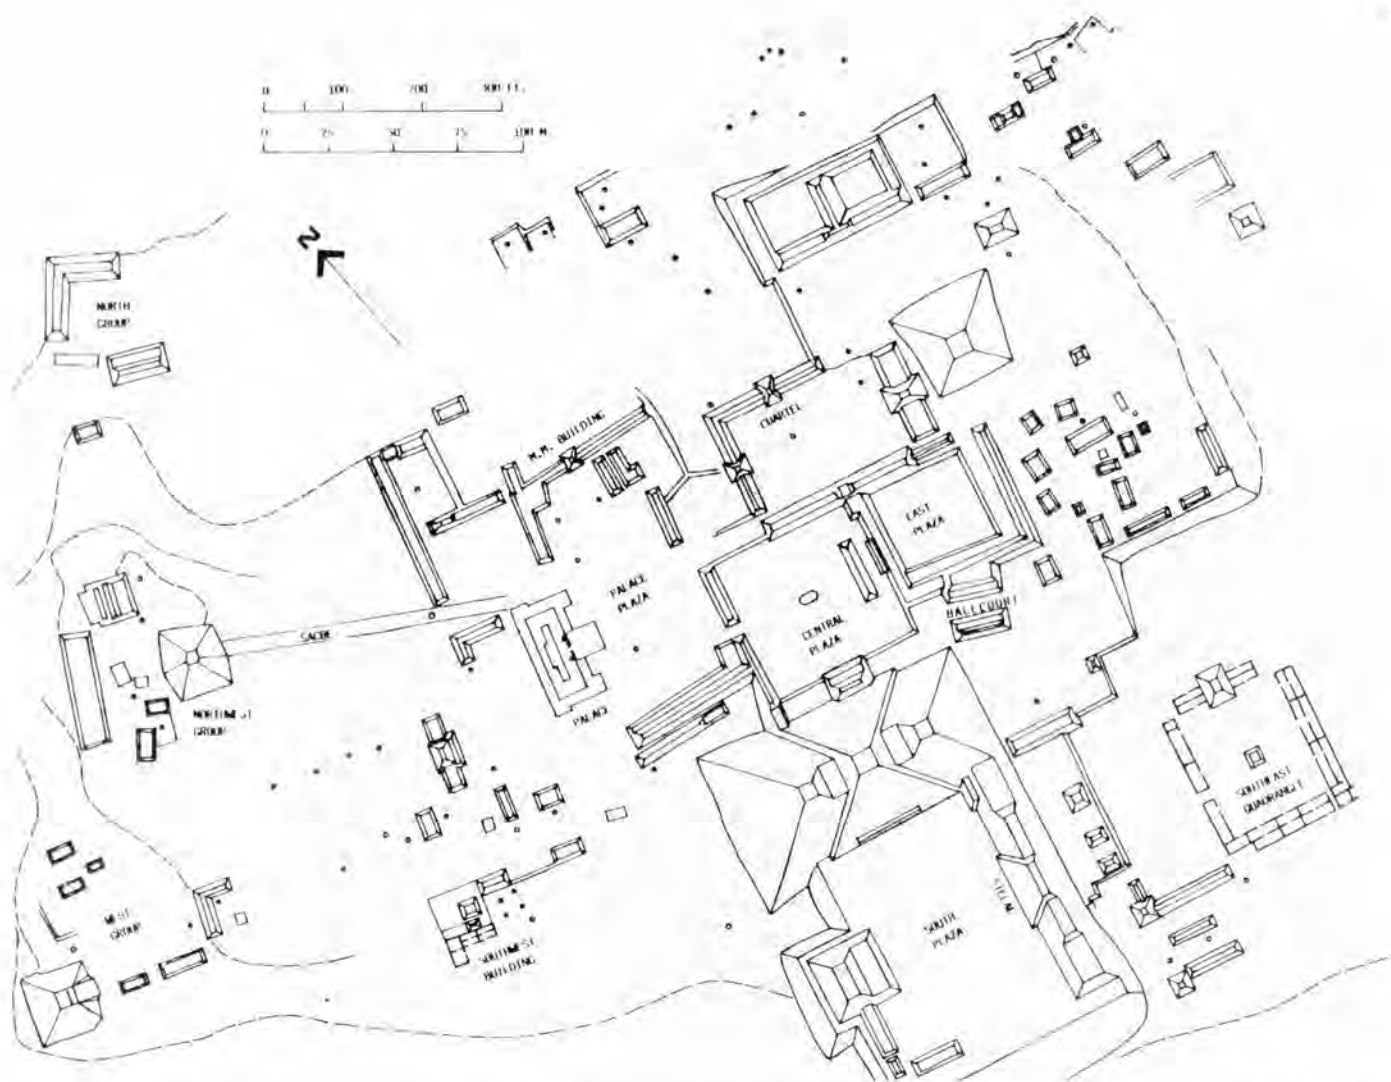 0 100 200 300 FT.
0 25 50 75 100 M.
N
NORTH
GROUP
M.M. BUILDING
CUARTEL
EAST
PLAZA
PALACE
PLAZA
BALLCOURT
CENTRAL
PLAZA
SACBE
PALACE
NORTHWEST
GROUP
SOUTHEAST
QUADRANGLE
WEST
GROUP
STELAE
SOUTH
PLAZA
SOUTHWEST
BUILDING